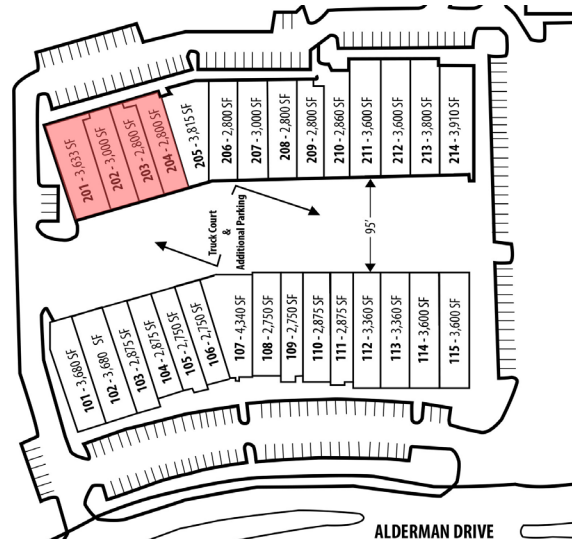 201 - 3,633 SF
202 - 3,000 SF
203 - 2,800 SF
204 - 2,800 SF
205 - 3,815 SF
206 - 2,800 SF
207 - 3,000 SF
208 - 2,800 SF
209 - 2,800 SF
210 - 2,860 SF
211 - 3,600 SF
212 - 3,600 SF
213 - 3,800 SF
214 - 3,910 SF
Truck Court
&
Additional Parking
95'
101 - 3,680 SF
102 - 3,680 SF
103 - 2,875 SF
104 - 2,875 SF
105 - 2,750 SF
106 - 2,750 SF
107 - 4,340 SF
108 - 2,750 SF
109 - 2,750 SF
110 - 2,875 SF
111 - 2,875 SF
112 - 3,360 SF
113 - 3,360 SF
114 - 3,600 SF
115 - 3,600 SF
ALDERMAN DRIVE